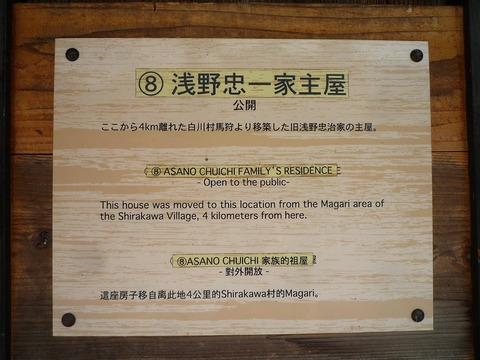 ⑧ 浅野忠一家主屋
公開
ここから4km離れた白川村馬狩より移築した旧浅野忠治家の主屋。
⑧ ASANO CHUICHI FAMILY'S RESIDENCE
- Open to the public-
This house was moved to this location from the Magari area of
the Shirakawa Village, 4 kilometers from here.
⑧ASANO CHUICHI 家族的祖屋
- 對外開放 -
這座房子移自离此地4公里的Shirakawa村的Magari。